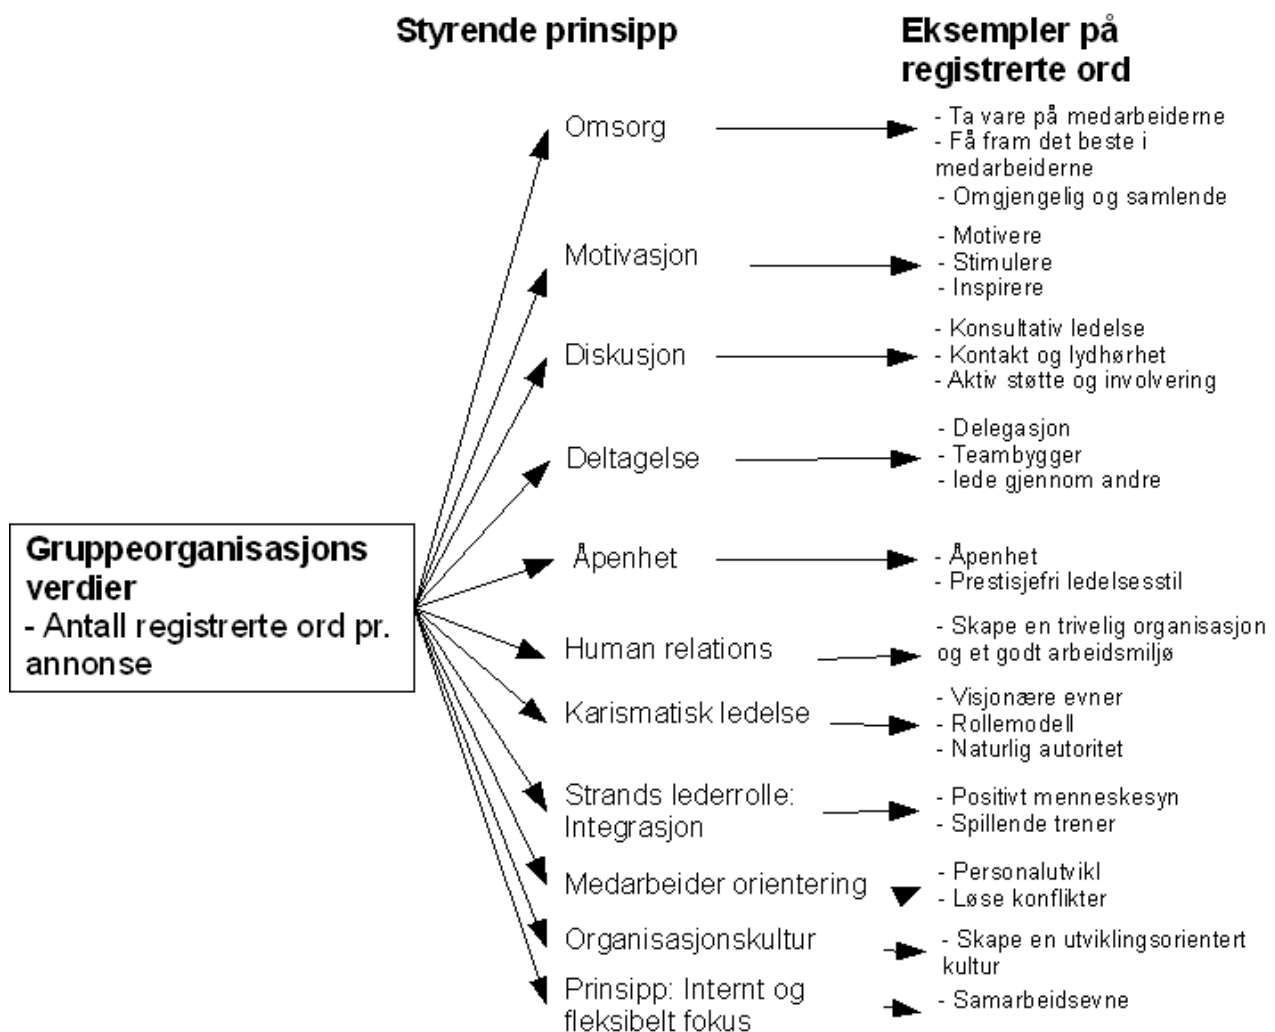 Styrende prinsipp
Eksempler på
registrerte ord
Omsorg
- Ta vare på medarbeiderne
- Få fram det beste i
medarbeiderne
- Omgjengelig og samlende
Motivasjon
- Motivere
- Stimulere
- Inspirere
Diskusjon
- Konsultativ ledelse
- Kontakt og lydhørhet
- Aktiv støtte og involvering
Deltagelse
- Delegasjon
- Teambygger
- lede gjennom andre
Gruppeorganisasjons
verdier
- Antall registrerte ord pr.
annonse
Åpenhet
- Åpenhet
- Prestisjefri ledelsesstil
Human relations
- Skape en trivelig organisasjon
og et godt arbeidsmiljø
Karismatisk ledelse
- Visjonære evner
- Rollemodell
- Naturlig autoritet
Strands lederrolle:
Integrasjon
- Positivt menneskesyn
- Spillende trener
Medarbeider orientering
- Personalutvikl
- Løse konflikter
Organisasjonskultur
- Skape en utviklingsorientert
kultur
Prinsipp: Internt og
fleksibelt fokus
- Samarbeidsevne